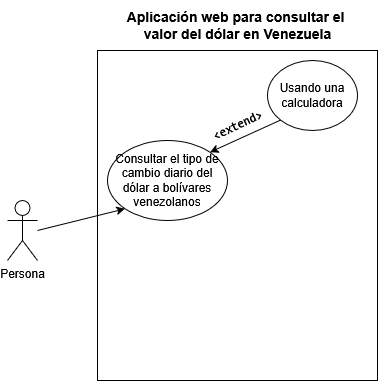 Aplicación web para consultar el
valor del dólar en Venezuela
Usando una
calculadora
<extend>
Consultar el tipo de
cambio diario del
dólar a bolívares
venezolanos
Persona